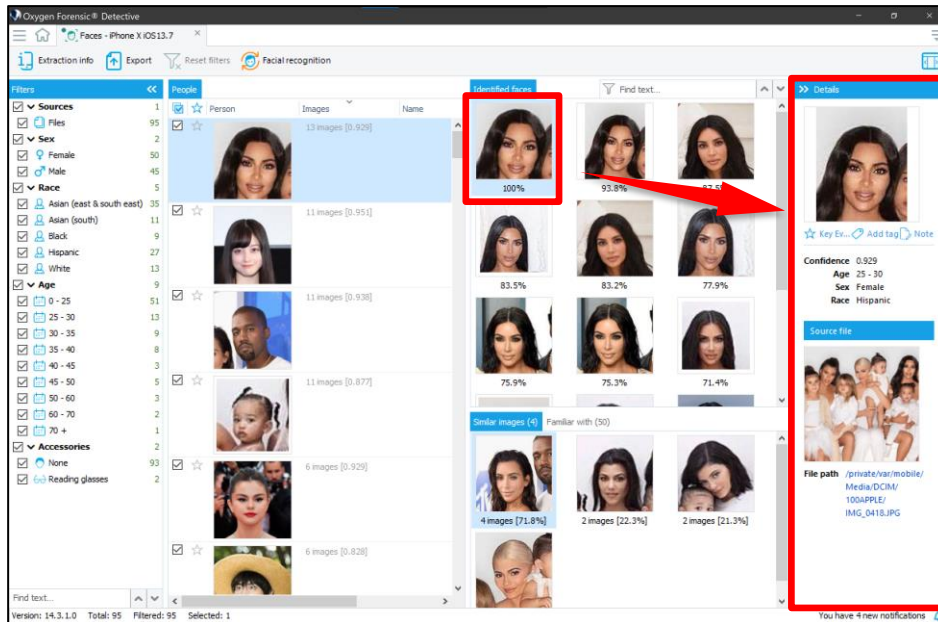 Oxygen Forensic® Detective
Faces - iPhone X iOS13.7
Extraction info
Export
Reset filters
Facial recognition
Filters
Sources 1
Files 95
Sex 2
Female 50
Male 45
Race 5
Asian (east & south east) 35
Asian (south) 11
Black 9
Hispanic 27
White 13
Age 9
0 - 25 51
25 - 30 13
30 - 35 9
35 - 40 8
40 - 45 3
45 - 50 5
50 - 60 3
60 - 70 2
70 + 1
Accessories 2
None 93
Reading glasses 2
Find text...
People
Person Images Name
13 images [0.929]
11 images [0.951]
11 images [0.938]
11 images [0.877]
6 images [0.929]
6 images [0.828]
Identified faces
Find text...
100% 93.8%
83.5% 83.2% 77.9%
75.9% 75.3% 71.4%
Similar images (4) Familiar with (50)
4 images [71.8%] 2 images [22.3%] 2 images [21.3%]
Details
Key Ev... Add tag Note
Confidence 0.929
Age 25 - 30
Sex Female
Race Hispanic
Source file
File path /private/var/mobile/
Media/DCIM/
100APPLE/
IMG_0418.JPG
Version: 14.3.1.0 Total: 95 Filtered: 95 Selected: 1
You have 4 new notifications